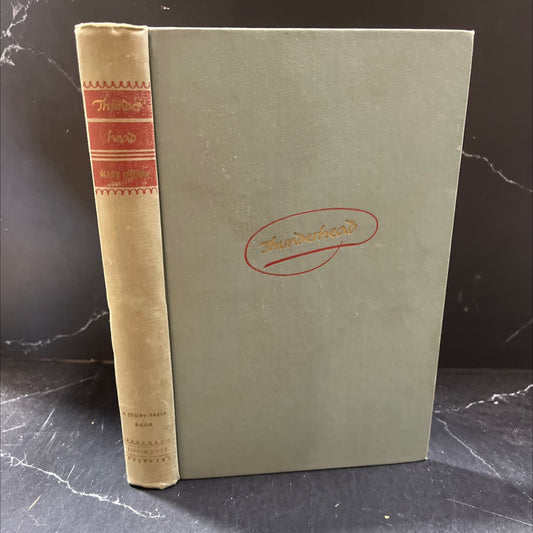 Thunder
head
MARY O'HARA
A STORY PRESS
BOOK
LIPPINCOTT
Thunderhead